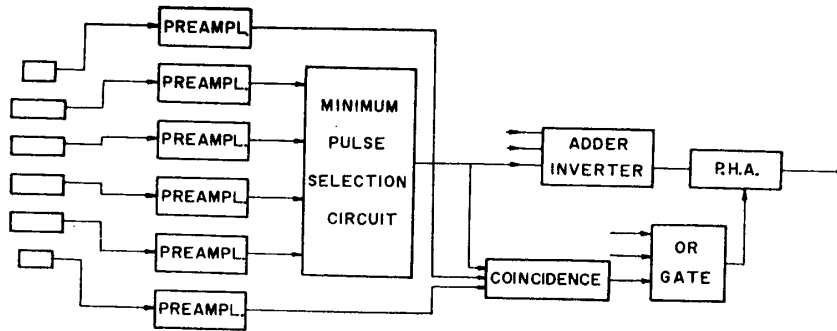 PREAMPL.
PREAMPL.
PREAMPL.
PREAMPL.
PREAMPL.
PREAMPL.
MINIMUM
PULSE
SELECTION
CIRCUIT
ADDER
INVERTER
P.H.A.
COINCIDENCE
OR
GATE